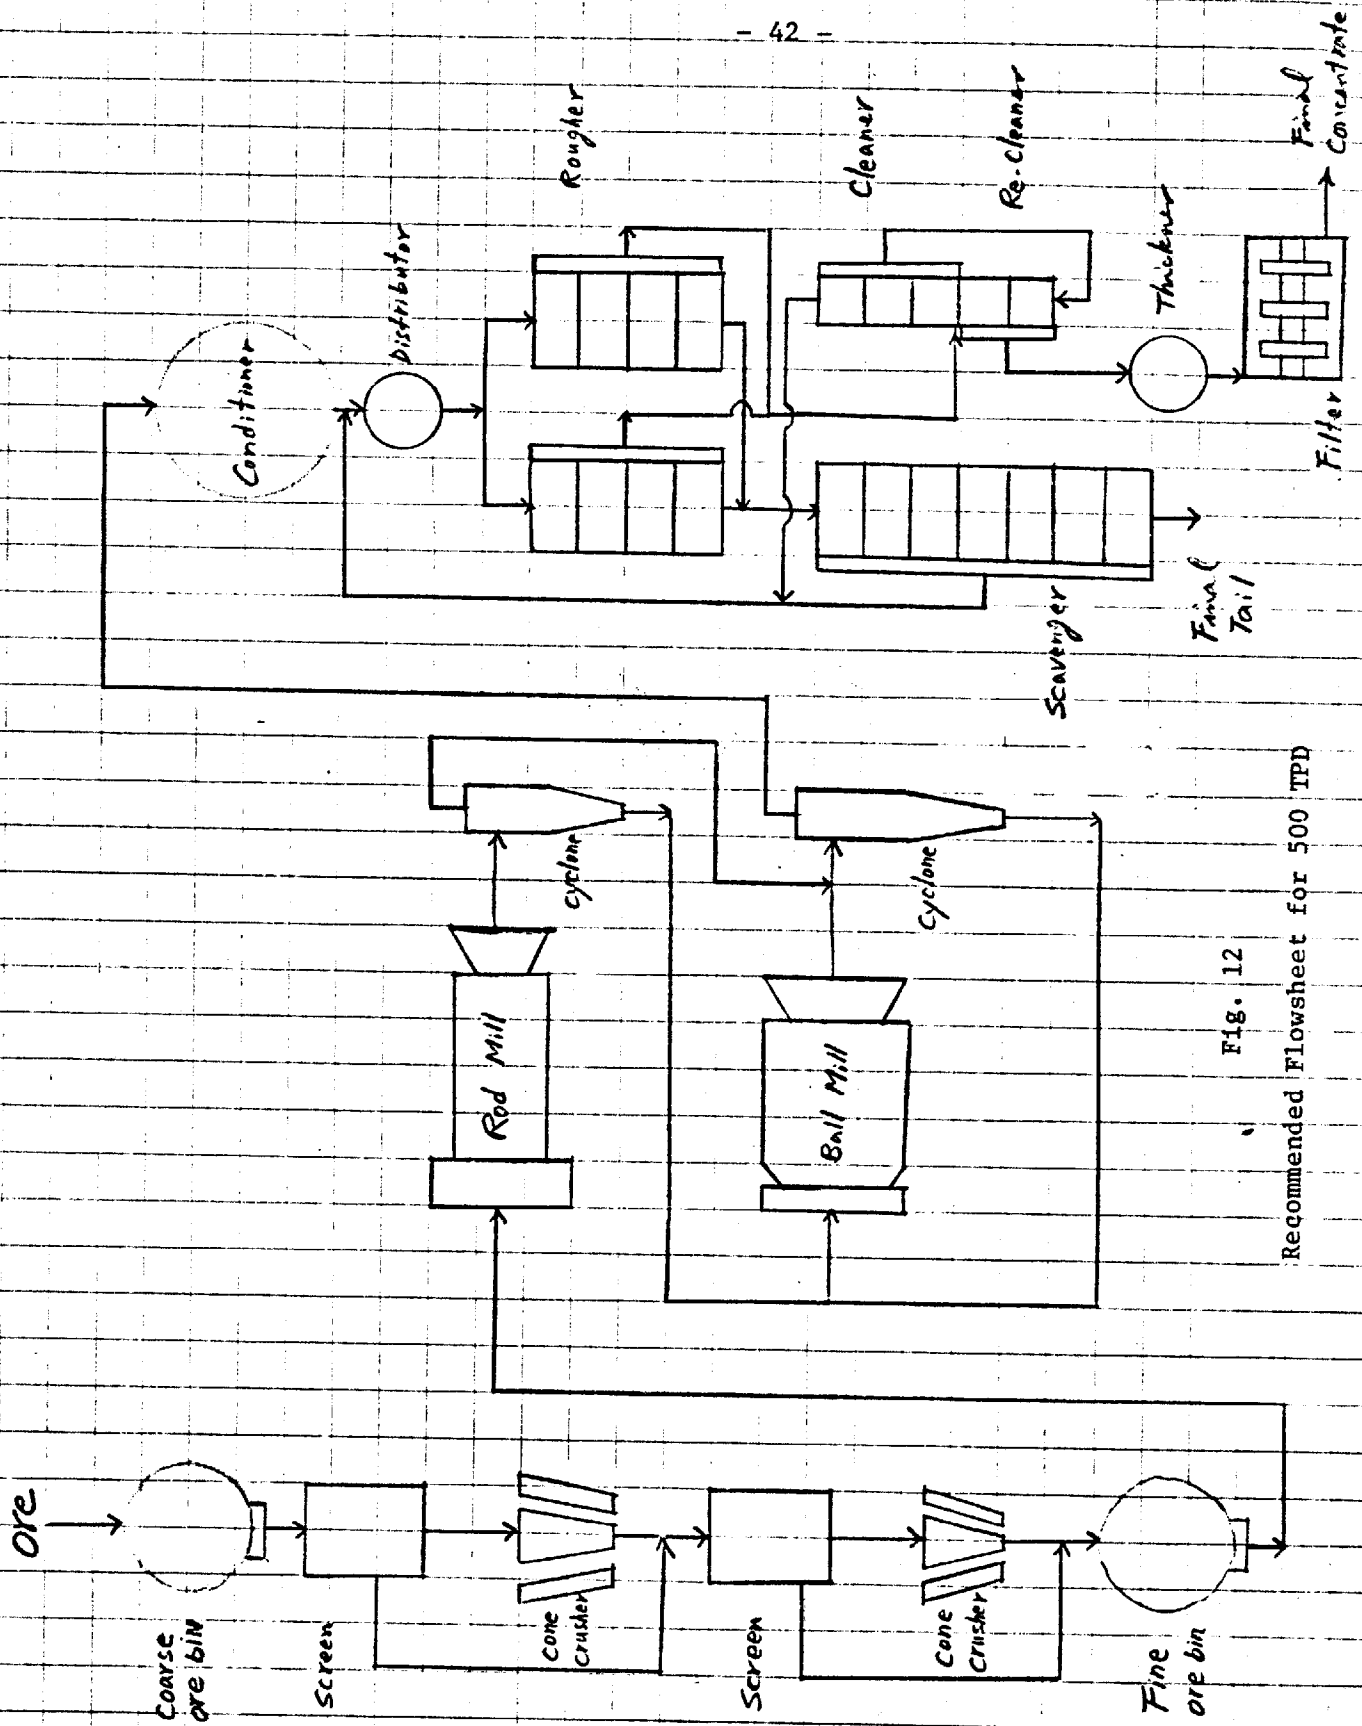 - 42 -
ore
Coarse
ore bin
Screen
Cone
crusher
Screen
Cone
crusher
Fine
ore bin
Rod Mill
Cyclone
Ball Mill
Cyclone
Conditioner
Distributor
Rougher
Cleaner
Re-Cleaner
Scavenger
Final
Tail
Thickner
Filter
Final
Concentrate
Fig. 12
Recommended Flowsheet for 500 TPD